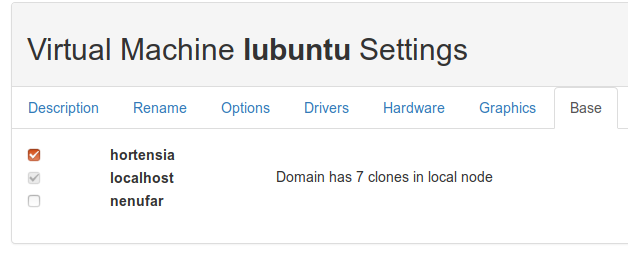 Virtual Machine lubuntu Settings
Description Rename Options Drivers Hardware Graphics Base
hortensia
localhost Domain has 7 clones in local node
nenufar